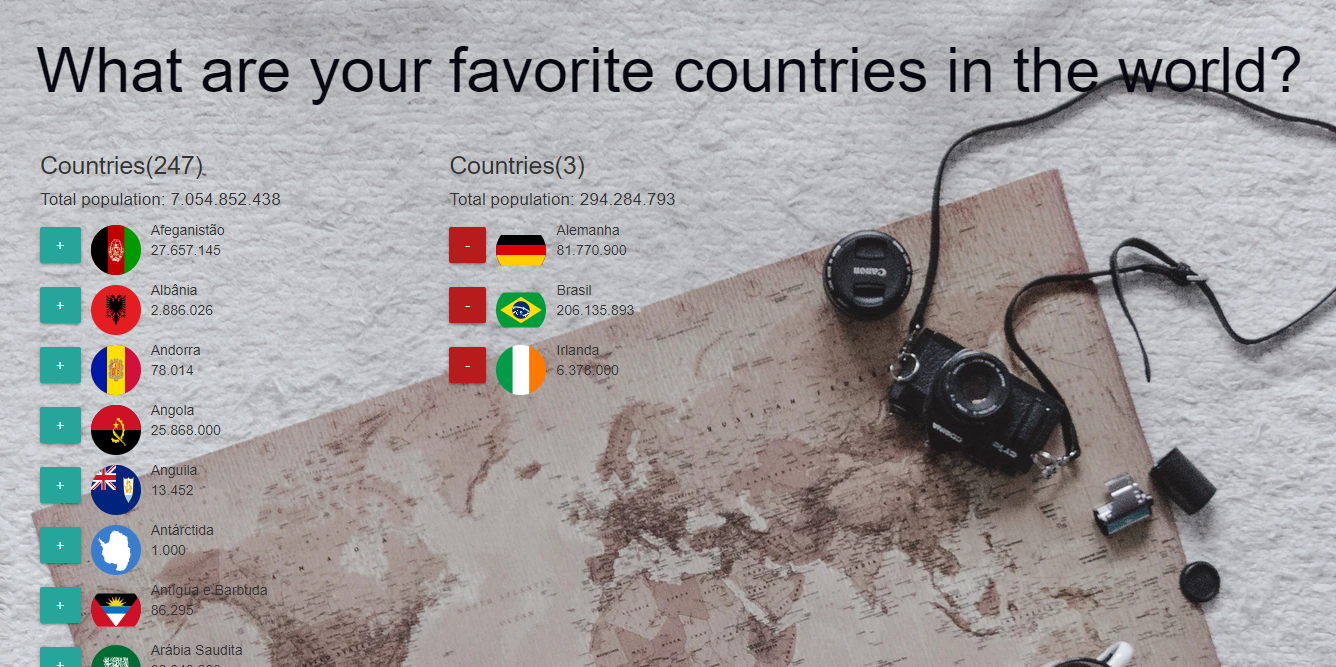 What are your favorite countries in the world?
Countries(247)
Total population: 7.054.852.438
+
Afeganistão
27.657.145
+
Albânia
2.886.026
+
Andorra
78.014
+
Angola
25.868.000
+
Anguila
13.452
+
Antárctida
1.000
+
Antígua e Barbuda
86.295
+
Arábia Saudita
Countries(3)
Total population: 294.284.793
-
Alemanha
81.770.900
-
Brasil
206.135.893
-
Irlanda
6.378.000
Canon
COSINA